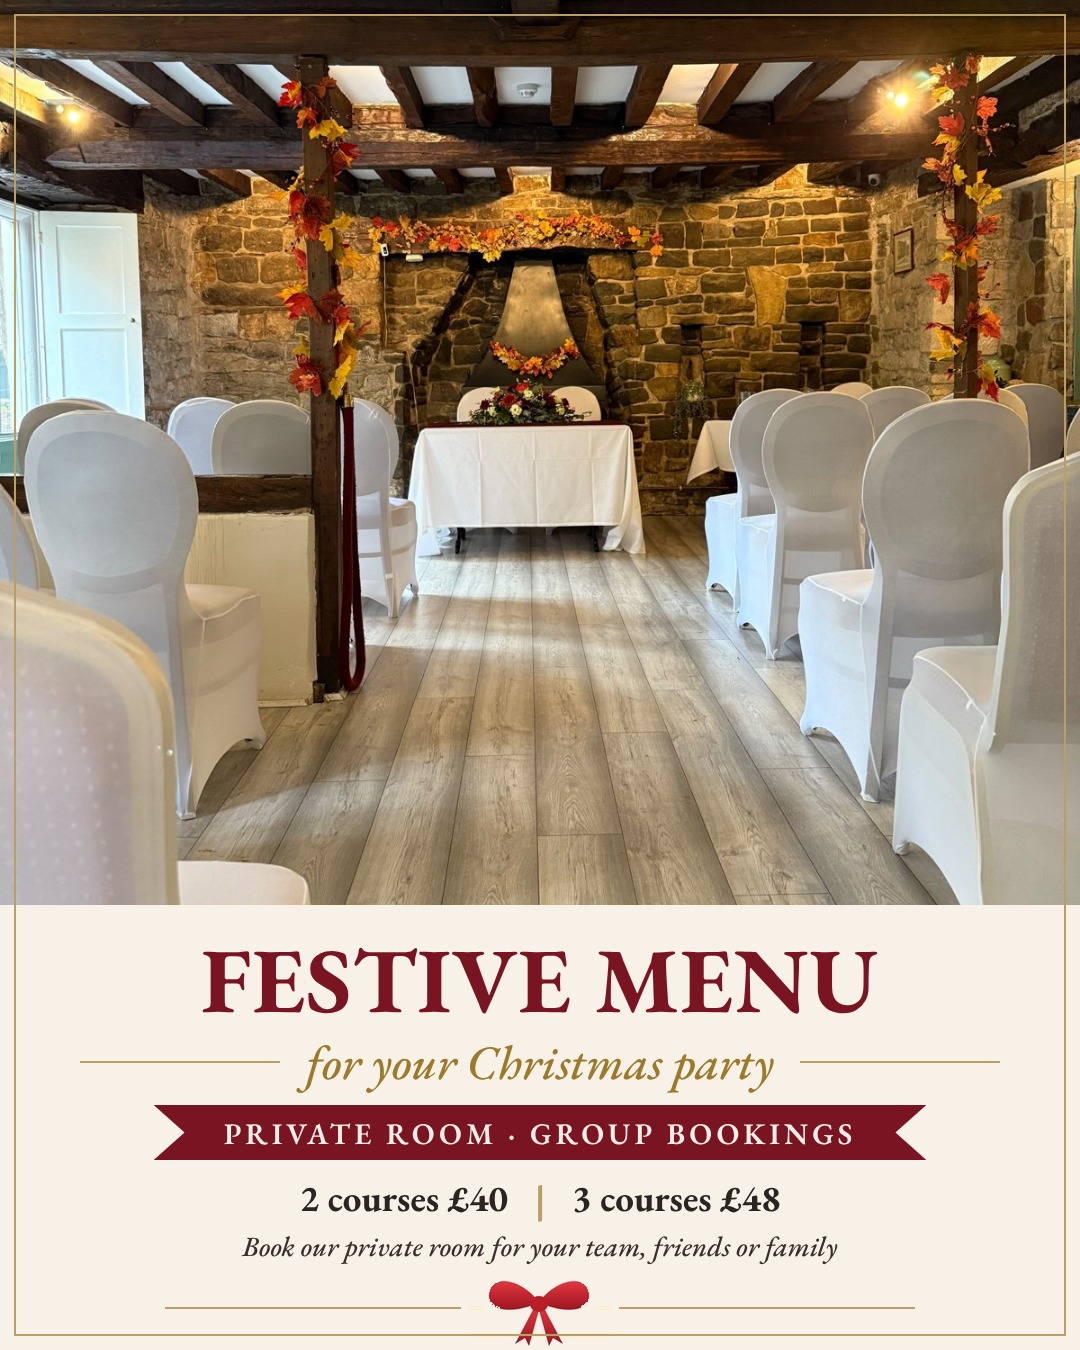 FESTIVE MENU
for your Christmas party
PRIVATE ROOM · GROUP BOOKINGS
2 courses £40 | 3 courses £48
Book our private room for your team, friends or family